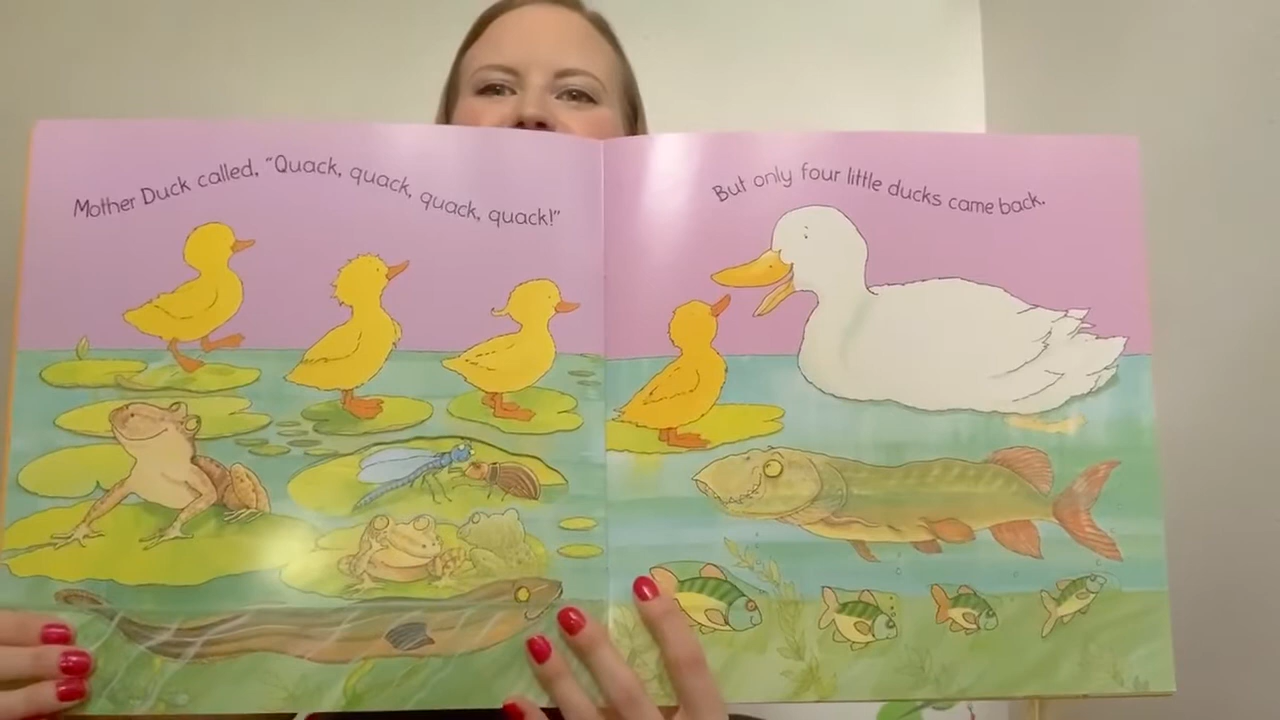 Mother Duck called, "Quack, quack, quack, quack!"
But only four little ducks came back.